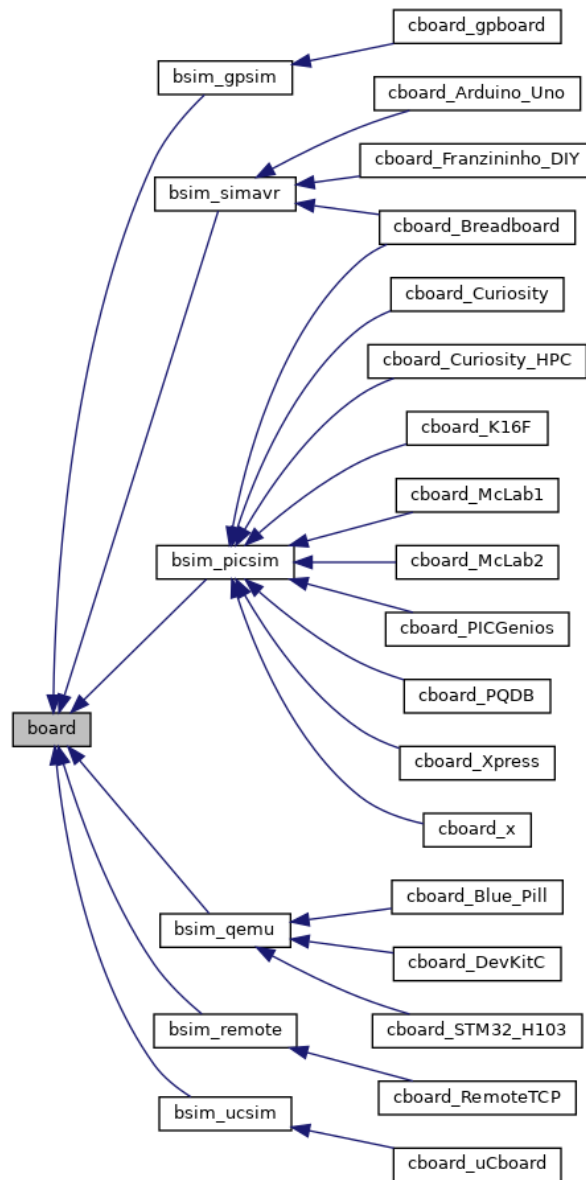 cboard_gpboard
bsim_gpsim
cboard_Arduino_Uno
cboard_Franzininho_DIY
bsim_simavr
cboard_Breadboard
cboard_Curiosity
cboard_Curiosity_HPC
cboard_K16F
cboard_McLab1
bsim_picsim
cboard_McLab2
cboard_PICGenios
cboard_PQDB
board
cboard_Xpress
cboard_x
cboard_Blue_Pill
bsim_qemu
cboard_DevKitC
bsim_remote
cboard_STM32_H103
cboard_RemoteTCP
bsim_ucsim
cboard_uCboard